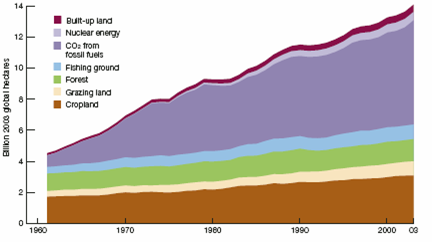 14
12
10
8
6
4
2
0
Billion 2003 global hectares
Built-up land
Nuclear energy
CO₂ from
fossil fuels
Fishing ground
Forest
Grazing land
Cropland
1960
1970
1980
1990
2000
03